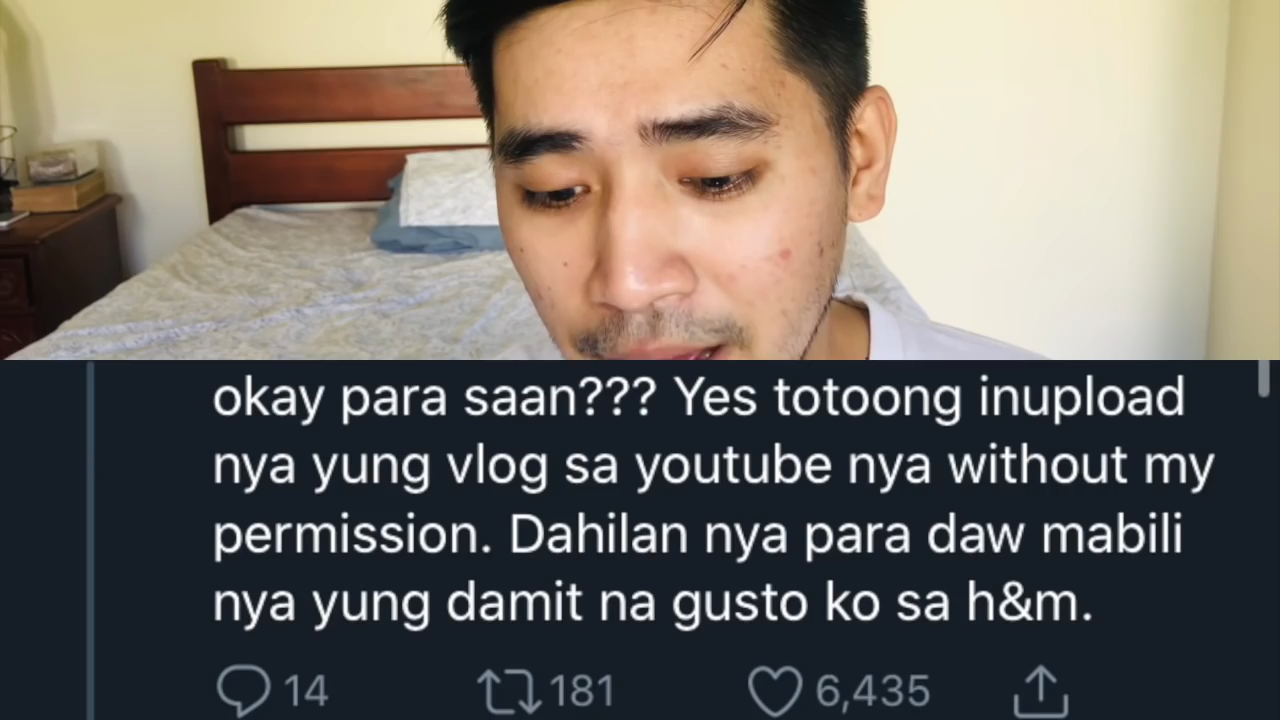 okay para saan??? Yes totoong inupload
nya yung vlog sa youtube nya without my
permission. Dahilan nya para daw mabili
nya yung damit na gusto ko sa h&m.
14 181 6,435